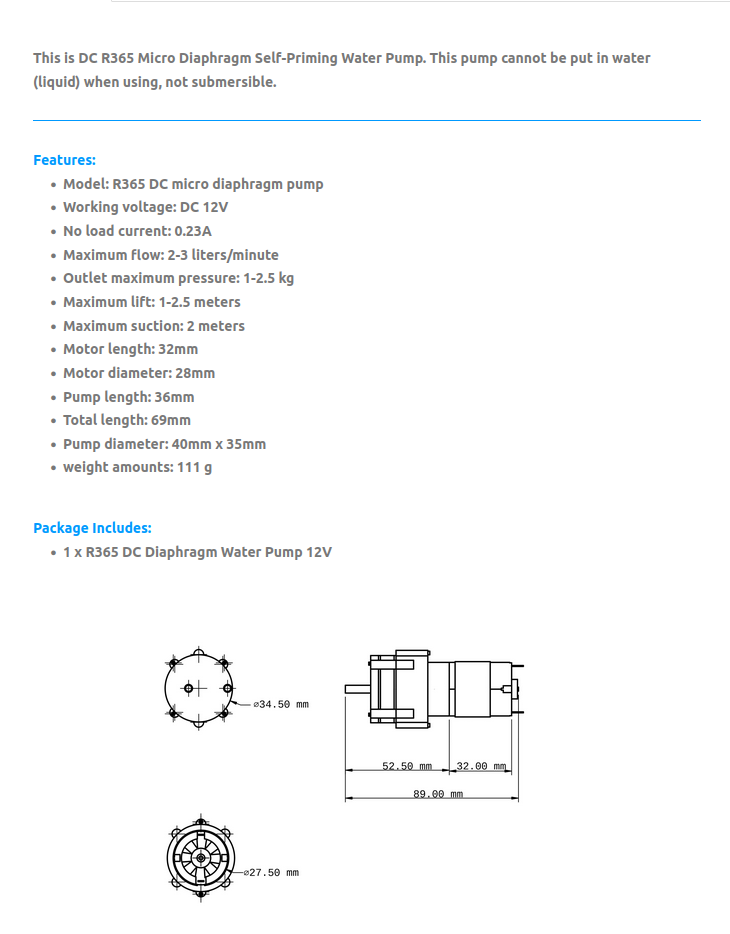 This is DC R365 Micro Diaphragm Self-Priming Water Pump. This pump cannot be put in water
(liquid) when using, not submersible.
Features:
• Model: R365 DC micro diaphragm pump
• Working voltage: DC 12V
• No load current: 0.23A
• Maximum flow: 2-3 liters/minute
• Outlet maximum pressure: 1-2.5 kg
• Maximum lift: 1-2.5 meters
• Maximum suction: 2 meters
• Motor length: 32mm
• Motor diameter: 28mm
• Pump length: 36mm
• Total length: 69mm
• Pump diameter: 40mm x 35mm
• weight amounts: 111 g
Package Includes:
• 1 x R365 DC Diaphragm Water Pump 12V
⌀34.50 mm
52.50 mm
32.00 mm
89.00 mm
⌀27.50 mm